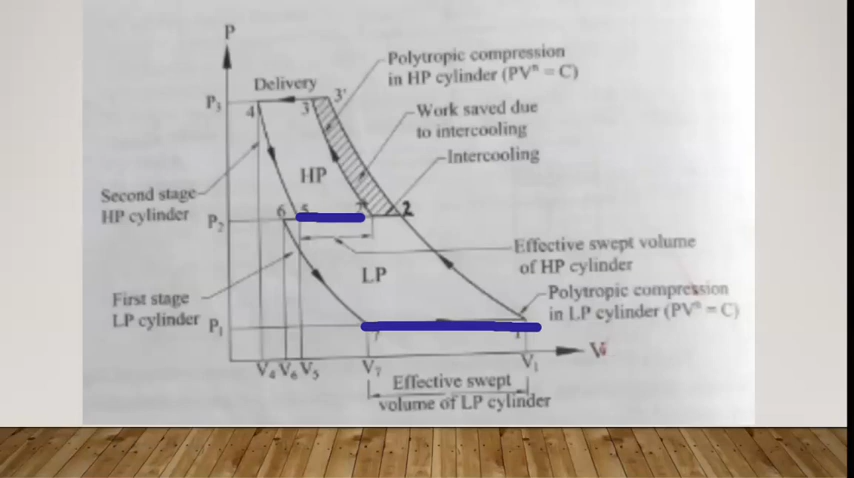 P
Polytropic compression
in HP cylinder (PVⁿ = C)
Delivery
P₃
4
3
3'
Work saved due
to intercooling
Intercooling
HP
Second stage
HP cylinder
P₂
6
5
2
Effective swept volume
of HP cylinder
LP
First stage
LP cylinder
P₁
7
Polytropic compression
in LP cylinder (PVⁿ = C)
V
V₄ V₆ V₅
V₇
V₁
Effective swept
volume of LP cylinder